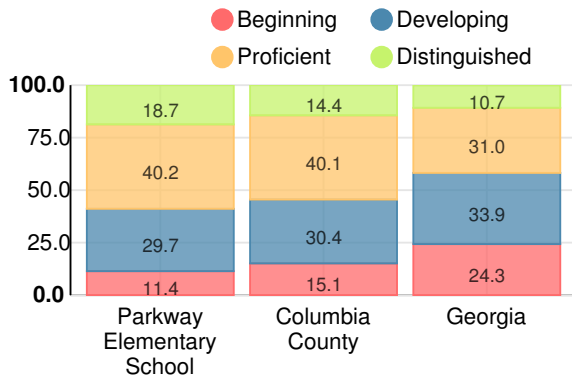 Beginning Developing
Proficient Distinguished
100.0
75.0
50.0
25.0
0.0
18.7 14.4 10.7
40.2 40.1 31.0
29.7 30.4 33.9
11.4 15.1 24.3
Parkway Columbia Georgia
Elementary County
School